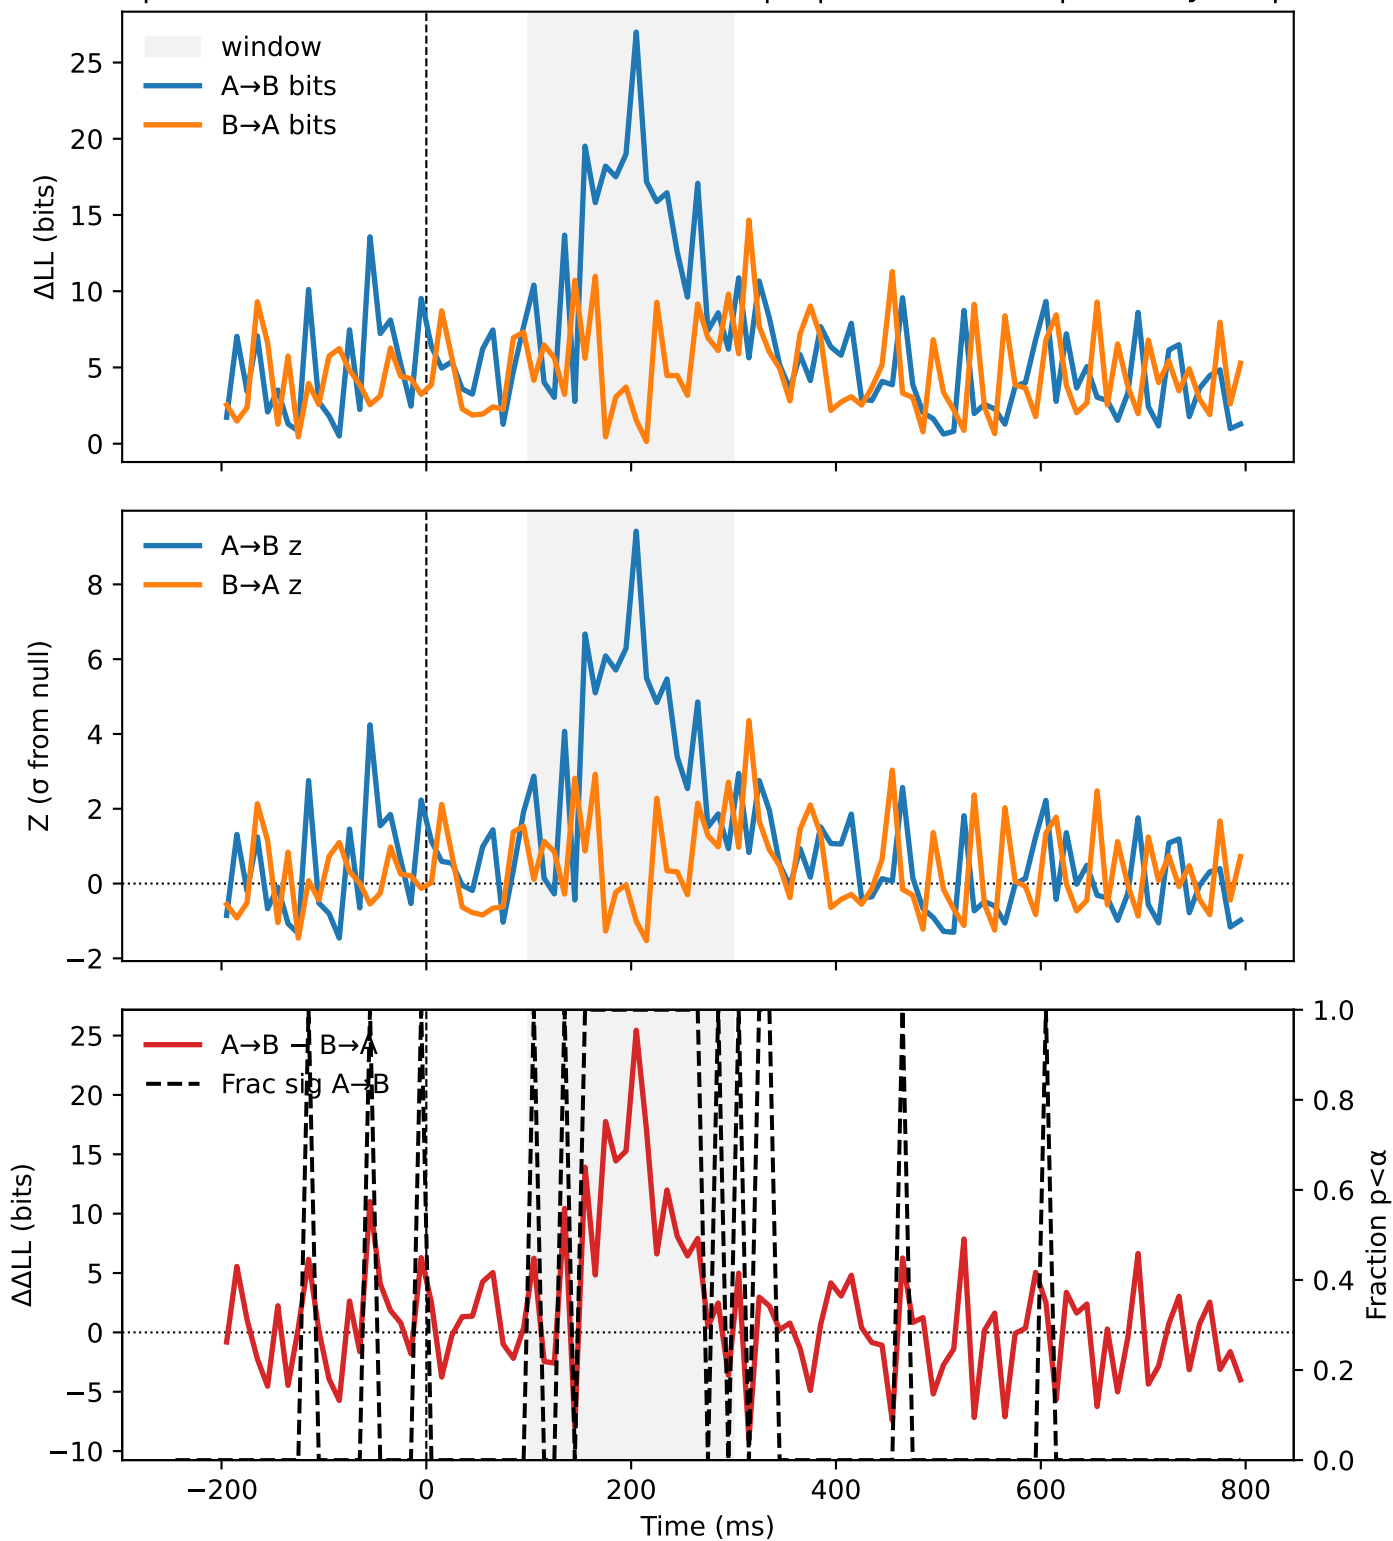 window
A→B bits
B→A bits
ΔLL (bits)
25
20
15
10
5
0
A→B z
B→A z
Z (σ from null)
8
6
4
2
0
−2
A→B − B→A
Frac sig A→B
ΔΔLL (bits)
25
20
15
10
5
0
−5
−10
1.0
0.8
0.6
0.4
0.2
0.0
Fraction p<α
−200 0 200 400 600 800
Time (ms)